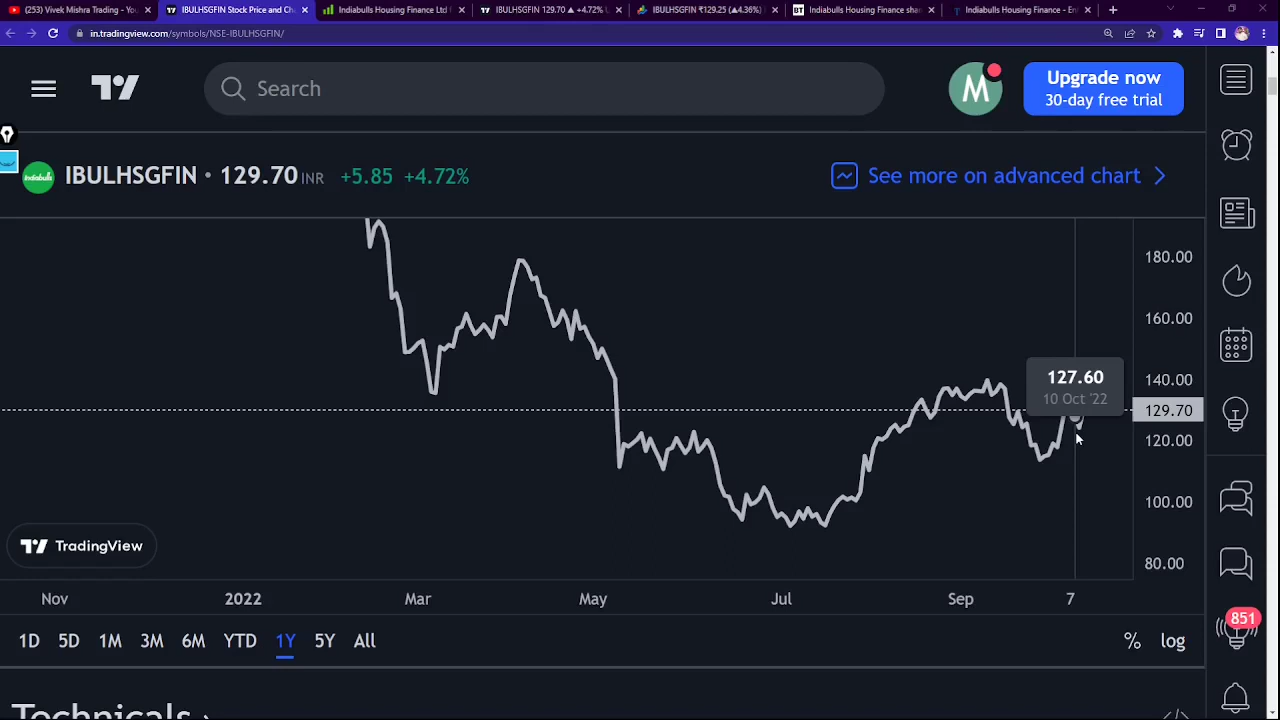 (253) Vivek Mishra Trading - You
IBULHSGFIN Stock Price and Ch
Indiabulls Housing Finance Ltd
IBULHSGFIN 129.70 ▲ +4.72%
IBULHSGFIN ₹129.25 (▲4.36%)
Indiabulls Housing Finance shar
Indiabulls Housing Finance - En
in.tradingview.com/symbols/NSE-IBULHSGFIN/
Search
M
Upgrade now
30-day free trial
Indiabulls
IBULHSGFIN · 129.70 INR +5.85 +4.72%
See more on advanced chart
180.00
160.00
140.00
129.70
120.00
100.00
80.00
127.60
10 Oct '22
TradingView
Nov 2022 Mar May Jul Sep 7
1D 5D 1M 3M 6M YTD 1Y 5Y All
% log
851
Technicals